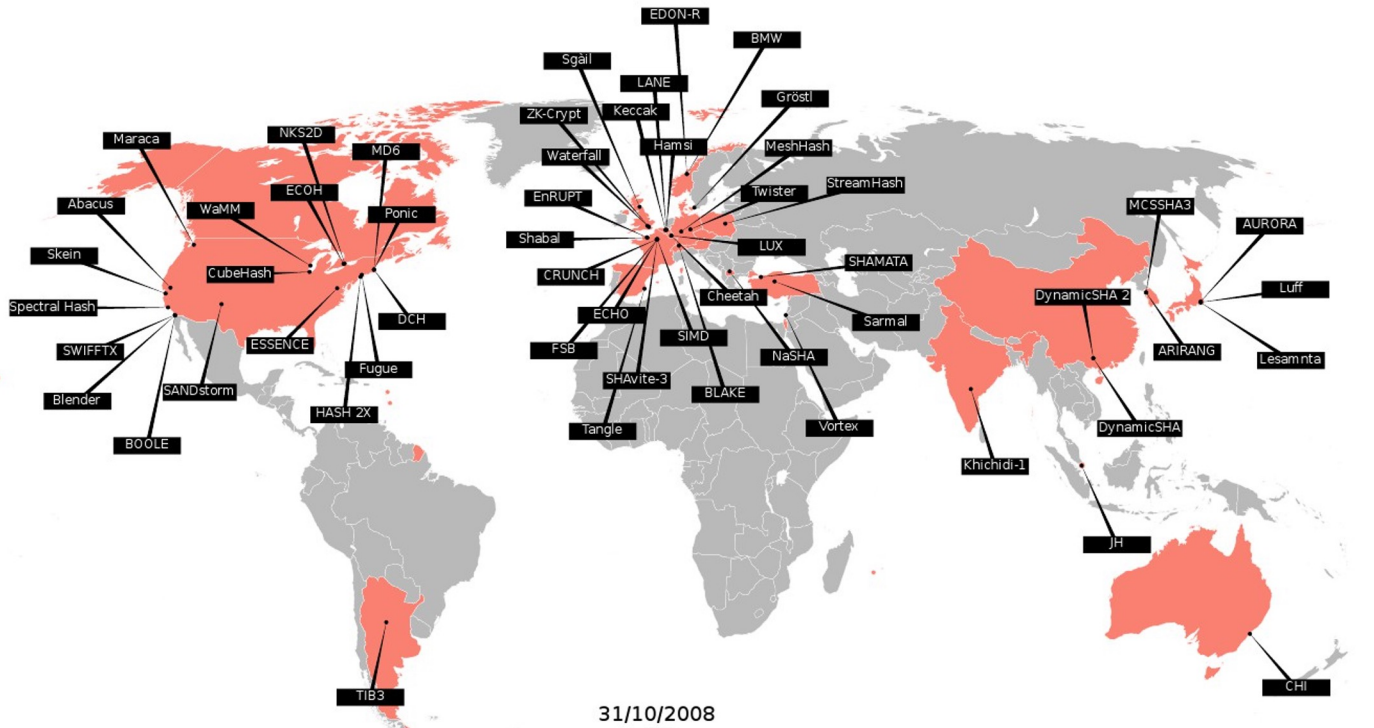 EDON-R
BMW
Sgàil
LANE
Gröstl
ZK-Crypt
Keccak
Maraca
NKS2D
Hamsi
MeshHash
MD6
Waterfall
ECOH
StreamHash
Twister
EnRUPT
Abacus
WaMM
Ponic
MCSSHA3
AURORA
Shabal
LUX
Skein
SHAMATA
CubeHash
CRUNCH
Luff
Cheetah
DynamicSHA 2
Spectral Hash
ECHO
DCH
Sarmal
SIMD
ESSENCE
SWIFFTX
FSB
NaSHA
ARIRANG
Lesamnta
Fugue
SHAvite-3
SANDstorm
BLAKE
Blender
HASH 2X
Tangle
Vortex
DynamicSHA
BOOLE
Khichidi-1
JH
CHI
TIB3
31/10/2008